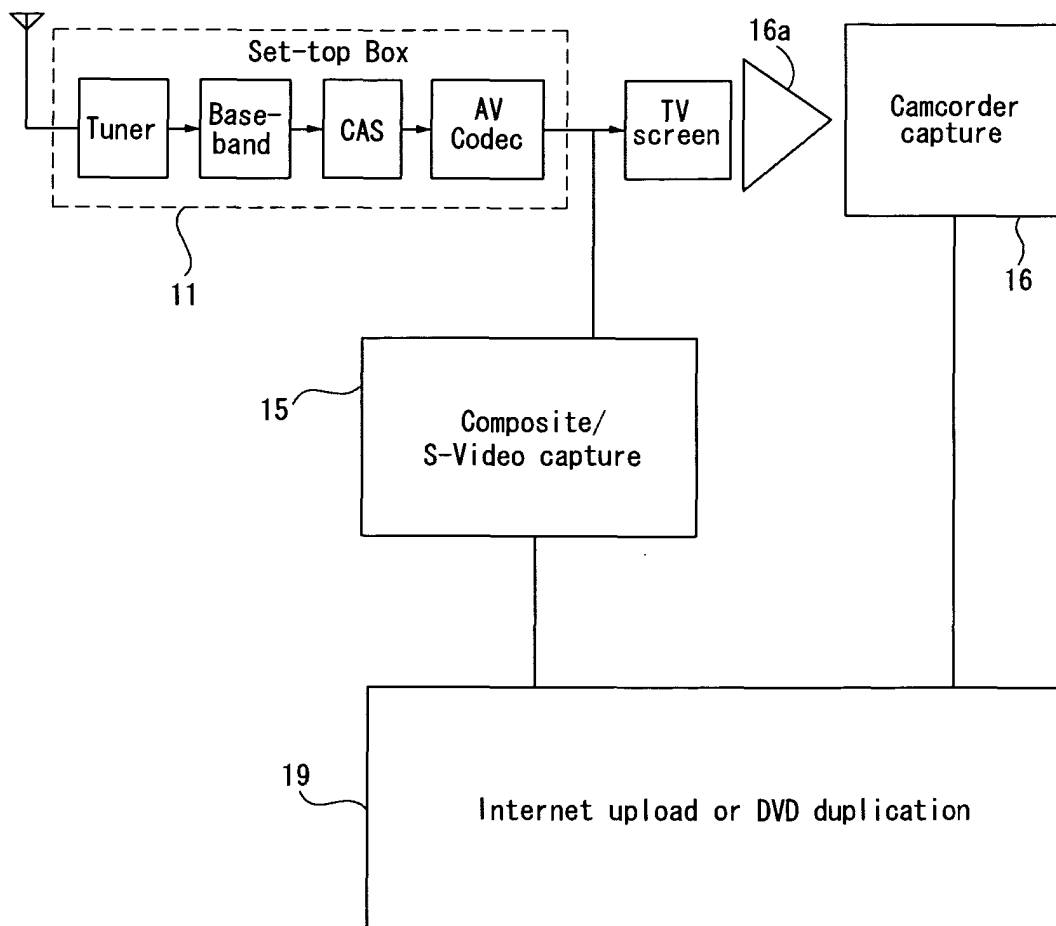 Set-top Box
Tuner
Base-
band
CAS
AV
Codec
TV
screen
16a
Camcorder
capture
11
16
15
Composite/
S-Video capture
19
Internet upload or DVD duplication